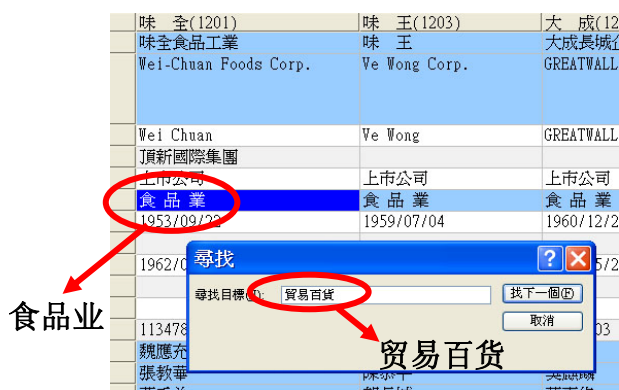 味 全(1201) 味 王(1203) 大 成(12
味全食品工業 味 王 大成長城企
Wei-Chuan Foods Corp. Ve Wong Corp. GREATWALL
Wei Chuan Ve Wong GREATWALL
頂新國際集團
上市公司 上市公司 上市公司
食 品 業 食 品 業 食 品 業
1953/09/22 1959/07/04 1960/12/2
尋找
1962/0 5/2
尋找目標(T): 貿易百貨 找下一個(F)
食品业
取消
113478 03
贸易百货
魏應充
張教華